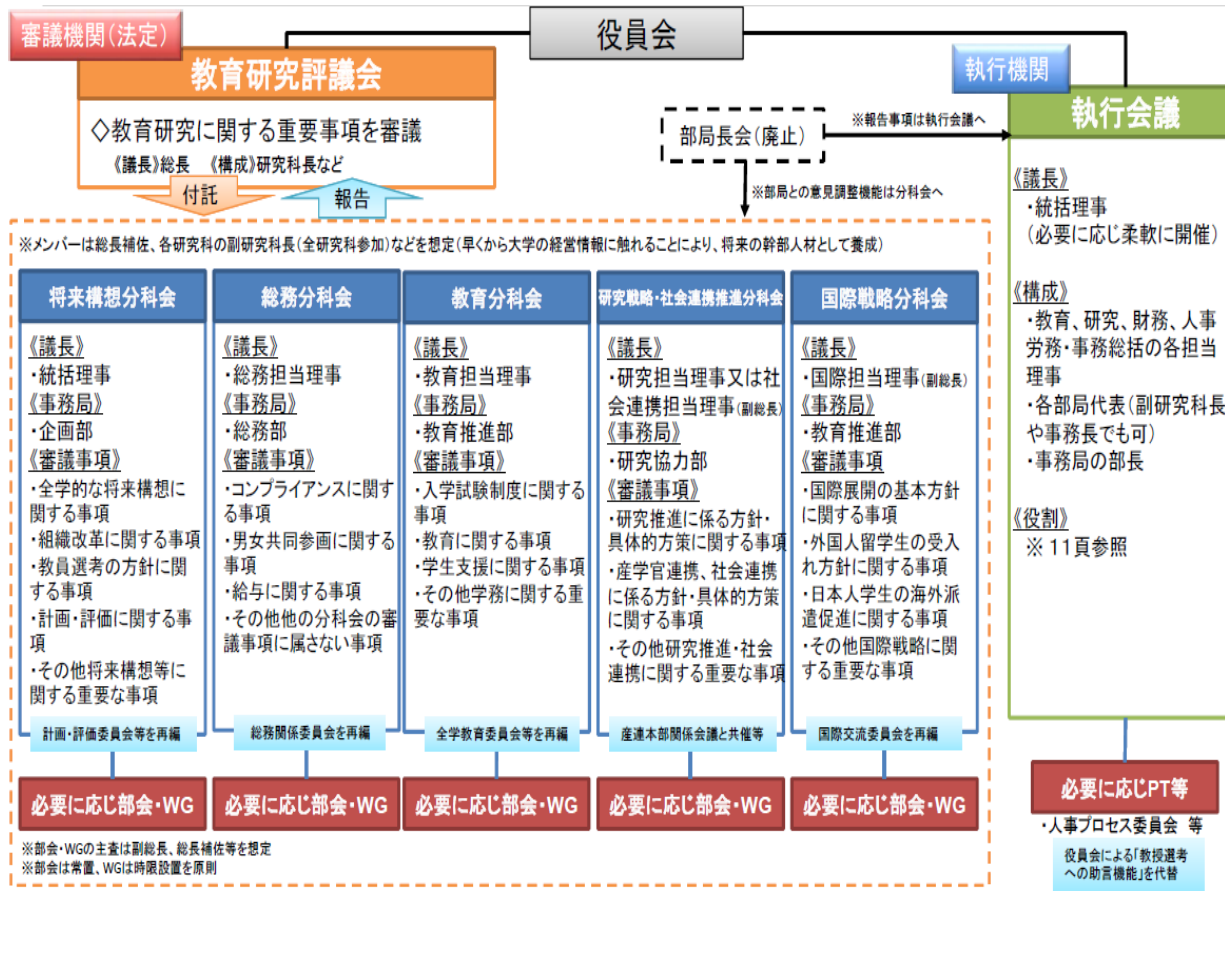 審議機関(法定)
役員会
教育研究評議会
◇教育研究に関する重要事項を審議
《議長》総長 《構成》研究科長など
付託
報告
部局長会(廃止)
※報告事項は執行会議へ
※部局との意見調整機能は分科会へ
執行機関
執行会議
《議長》
・統括理事
(必要に応じ柔軟に開催)
《構成》
・教育、研究、財務、人事
労務・事務総括の各担当
理事
・各部局代表(副研究科長
や事務長でも可)
・事務局の部長
《役割》
※ 11頁参照
※メンバーは総長補佐、各研究科の副研究科長(全研究科参加)などを想定(早くから大学の経営情報に触れることにより、将来の幹部人材として養成)
将来構想分科会
《議長》
・統括理事
《事務局》
・企画部
《審議事項》
・全学的な将来構想に
関する事項
・組織改革に関する事項
・教員選考の方針に関
する事項
・計画・評価に関する事
項
・その他将来構想等に
関する重要な事項
計画・評価委員会等を再編
必要に応じ部会・WG
総務分科会
《議長》
・総務担当理事
《事務局》
・総務部
《審議事項》
・コンプライアンスに関す
る事項
・男女共同参画に関する
事項
・給与に関する事項
・その他他の分科会の審
議事項に属さない事項
総務関係委員会を再編
必要に応じ部会・WG
教育分科会
《議長》
・教育担当理事
《事務局》
・教育推進部
《審議事項》
・入学試験制度に関する
事項
・教育に関する事項
・学生支援に関する事項
・その他学務に関する重
要な事項
全学教育委員会等を再編
必要に応じ部会・WG
研究戦略・社会連携推進分科会
《議長》
・研究担当理事又は社
会連携担当理事(副総長)
《事務局》
・研究協力部
《審議事項》
・研究推進に係る方針・
具体的方策に関する事項
・産学官連携、社会連携
に係る方針・具体的方策
に関する事項
・その他研究推進・社会
連携に関する重要な事項
産連本部関係会議と共催等
必要に応じ部会・WG
国際戦略分科会
《議長》
・国際担当理事(副総長)
《事務局》
・教育推進部
《審議事項
・国際展開の基本方針
に関する事項
・外国人留学生の受入
れ方針に関する事項
・日本人学生の海外派
遣促進に関する事項
・その他国際戦略に関
する重要な事項
国際交流委員会を再編
必要に応じ部会・WG
※部会・WGの主査は副総長、総長補佐等を想定
※部会は常置、WGは時限設置を原則
必要に応じPT等
・人事プロセス委員会 等
役員会による「教授選考
への助言機能」を代替